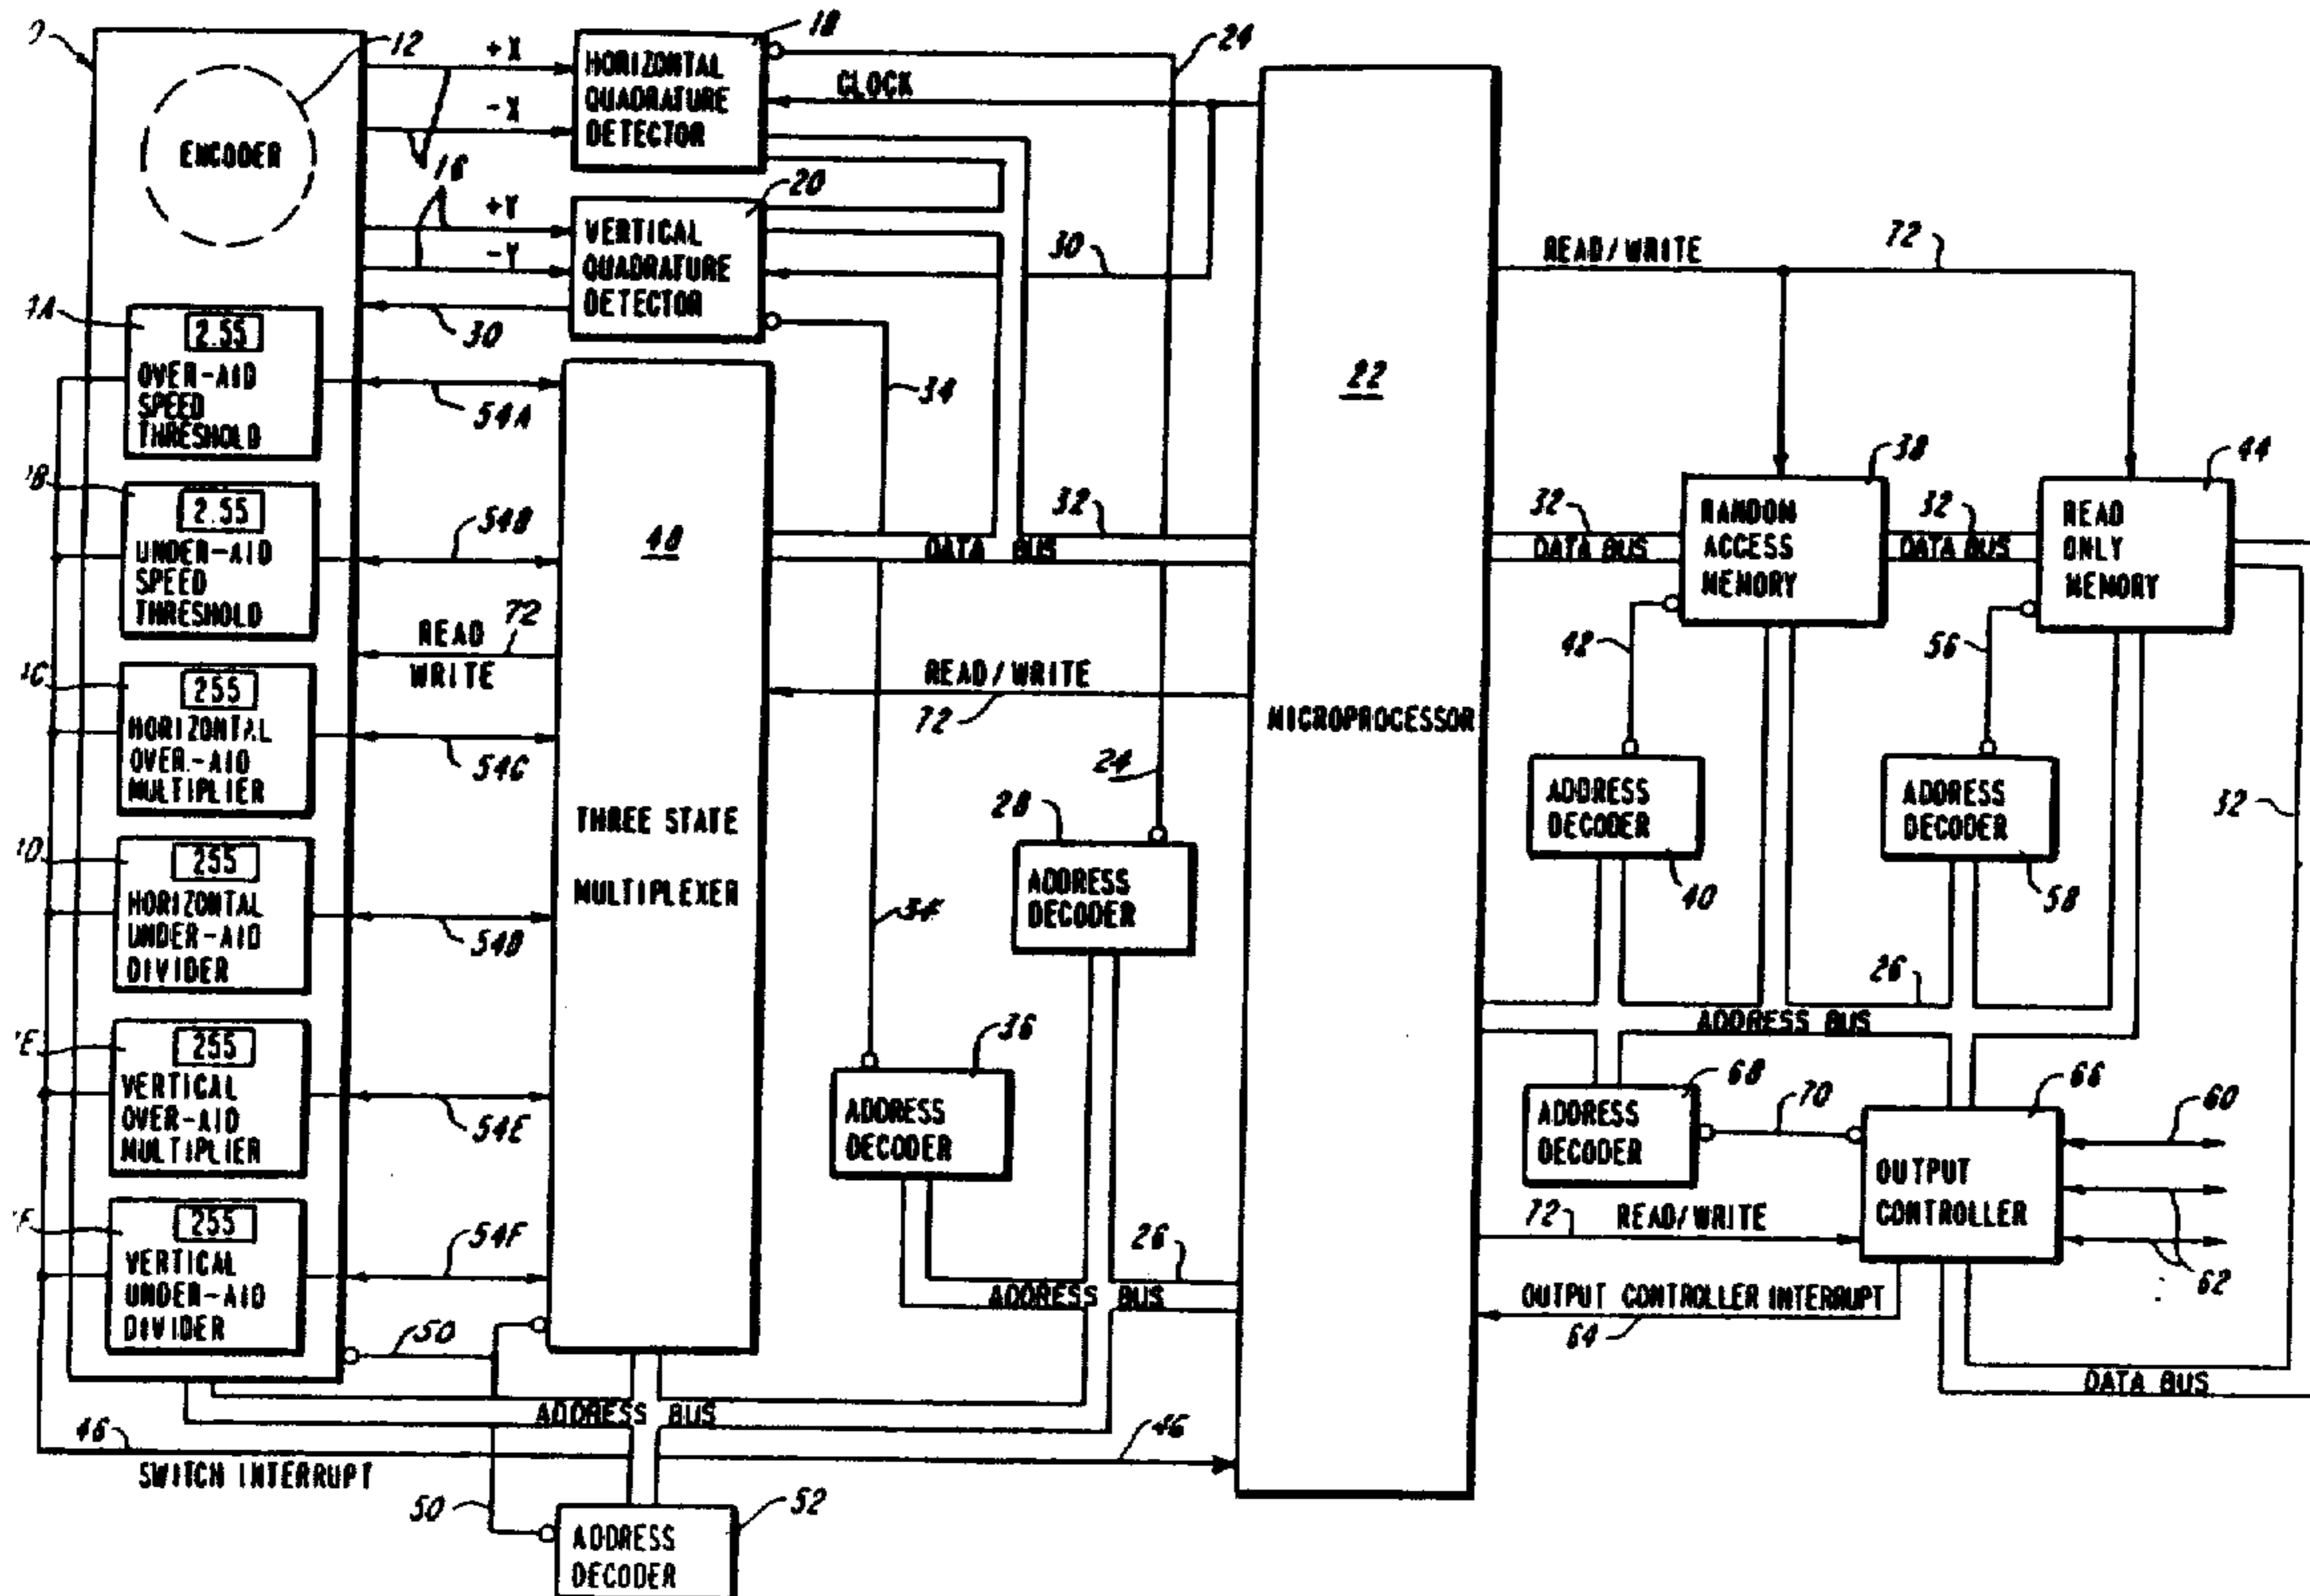 12
ENCODER
+X
-X
16
+Y
-Y
30
18
HORIZONTAL
QUADRATURE
DETECTOR
20
VERTICAL
QUADRATURE
DETECTOR
CLOCK
24
30
34
2.55
OVER-AID
SPEED
THRESHOLD
54A
2.55
UNDER-AID
SPEED
THRESHOLD
54B
READ
WRITE
72
255
HORIZONTAL
OVER-AID
MULTIPLIER
54C
255
HORIZONTAL
UNDER-AID
DIVIDER
54D
255
VERTICAL
OVER-AID
MULTIPLIER
54E
255
VERTICAL
UNDER-AID
DIVIDER
54F
50
48
THREE STATE
MULTIPLEXER
32
DATA BUS
READ/WRITE
72
24
28
ADDRESS
DECODER
34
36
ADDRESS
DECODER
26
ADDRESS BUS
ADDRESS BUS
46
SWITCH INTERRUPT
46
50
52
ADDRESS
DECODER
22
MICROPROCESSOR
READ/WRITE
72
38
RANDOM
ACCESS
MEMORY
44
READ
ONLY
MEMORY
32
DATA BUS
32
DATA BUS
42
56
ADDRESS
DECODER
40
ADDRESS
DECODER
58
32
26
ADDRESS BUS
68
ADDRESS
DECODER
70
66
OUTPUT
CONTROLLER
60
62
72
READ/WRITE
OUTPUT CONTROLLER INTERRUPT
64
DATA BUS